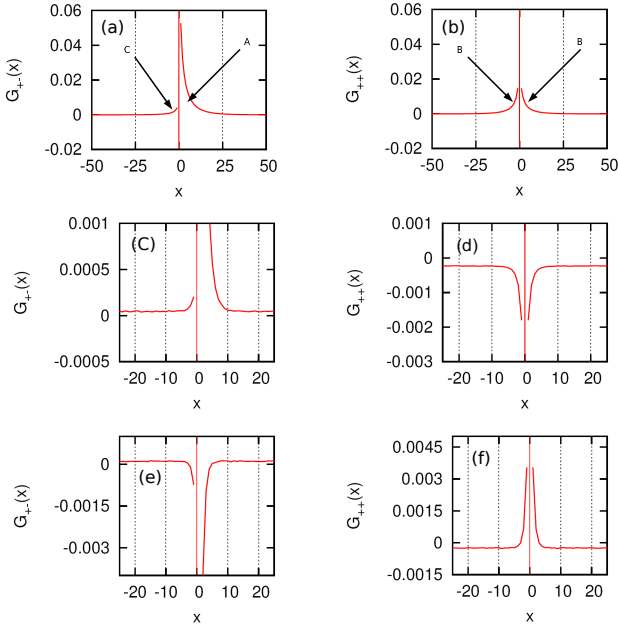 (a)
C
A
G+-(x)
0.06
0.04
0.02
0
-0.02
-50
-25
0
25
50
x
(b)
B
B
G++(x)
0.06
0.04
0.02
0
-0.02
-50
-25
0
25
50
x
(C)
G+-(x)
0.001
0.0005
0
-0.0005
-20
-10
0
10
20
x
(d)
G++(x)
0.001
0
-0.001
-0.002
-0.003
-20
-10
0
10
20
x
(e)
G+-(x)
0
-0.0015
-0.003
-20
-10
0
10
20
x
(f)
G++(x)
0.0045
0.003
0.0015
0
-0.0015
-20
-10
0
10
20
x